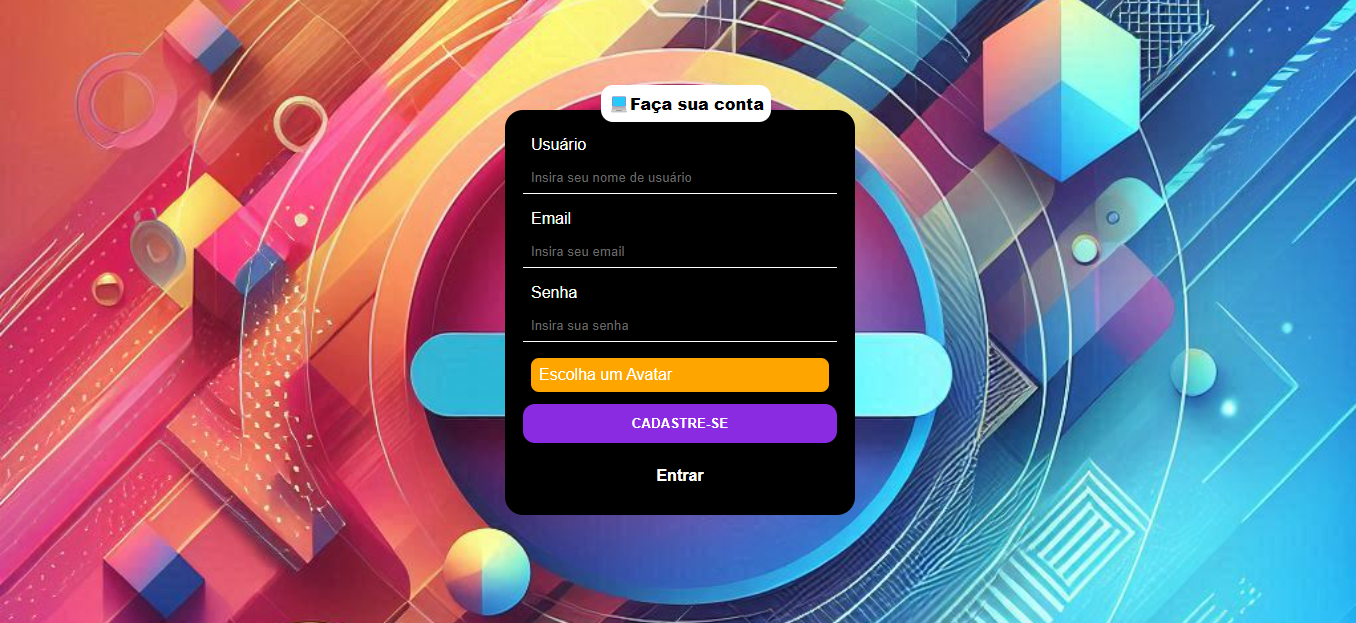 Faça sua conta
Usuário
Insira seu nome de usuário
Email
Insira seu email
Senha
Insira sua senha
Escolha um Avatar
CADASTRE-SE
Entrar